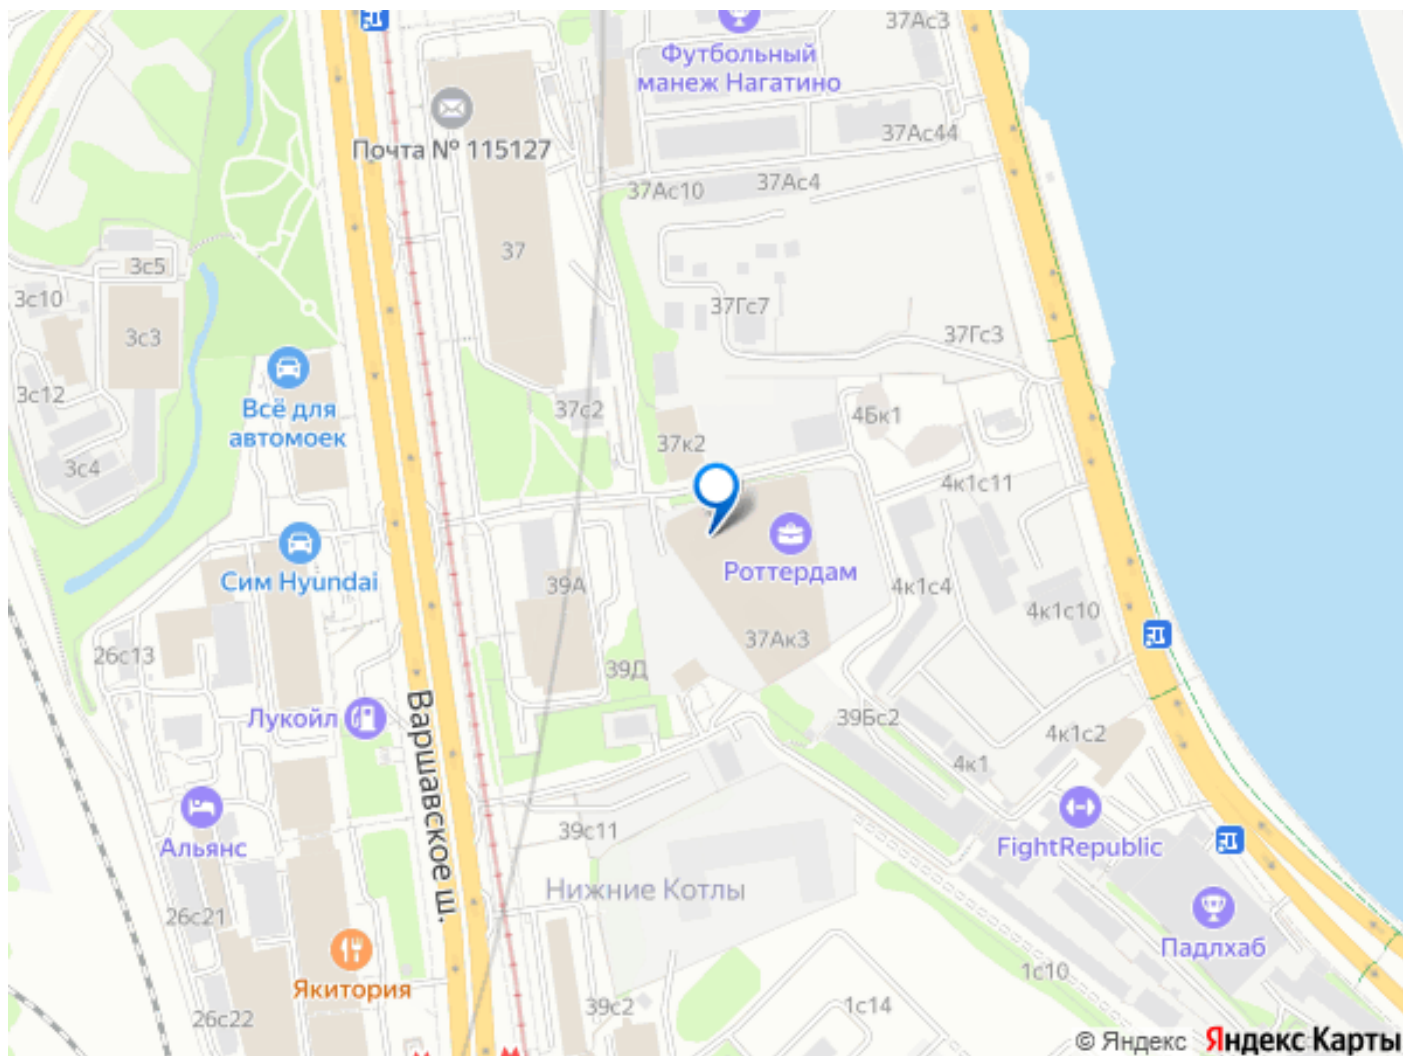 37Ас3
Футбольный
манеж Нагатино
37Ас44
Почта № 115127
37Ас10
37Ас4
37
3с5
3с10
3с3
37Гс7
37Гс3
3с12
Всё для
автомоек
37с2
4Бк1
37к2
3с4
4к1с11
Сим Hyundai
39А
Роттердам
4к1с4
4к1с10
37Ак3
26с13
39Д
Лукойл
Варшавское ш.
39Бс2
4к1с2
4к1
39с11
FightRepublic
Альянс
Нижние Котлы
26с21
Падлхаб
1с10
Якитория
39с2
1с14
26с22
© Яндекс Яндекс Карты